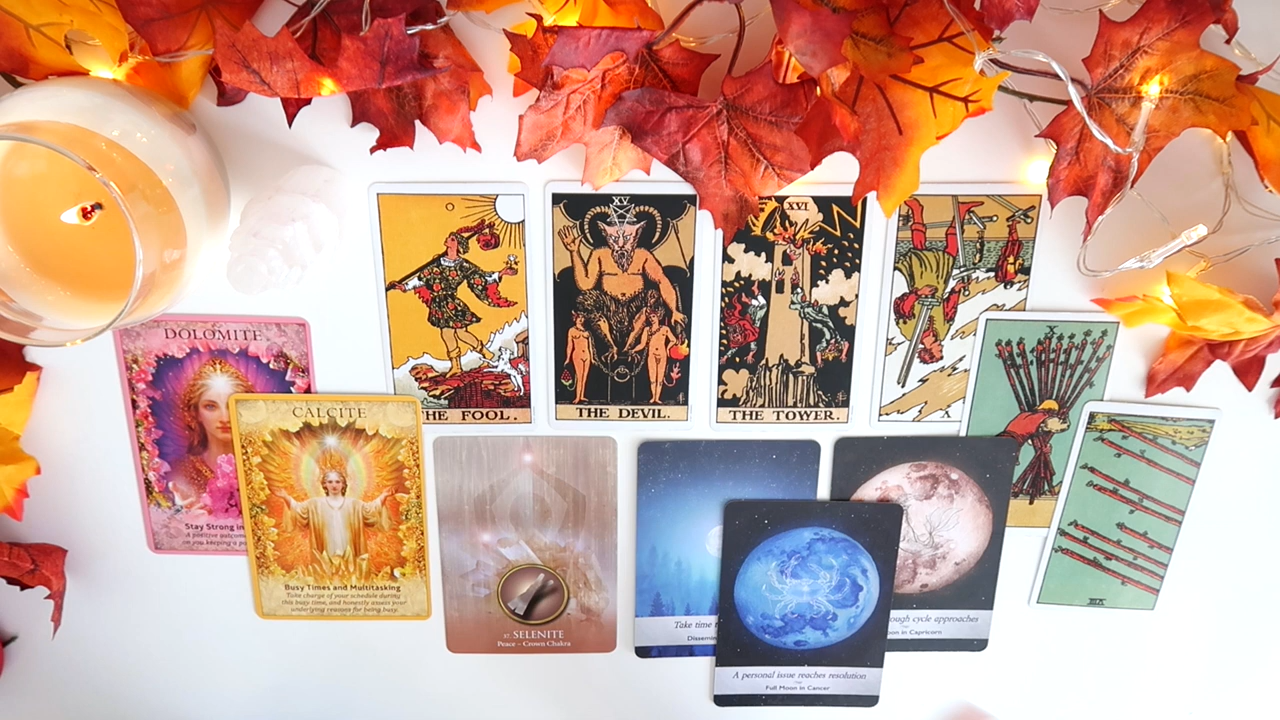 THE FOOL.
XV
THE DEVIL.
XVI
THE TOWER.
V
X
VIII
DOLOMITE
Stay Strong in
A positive outcome
on you keeping a po
CALCITE
Busy Times and Multitasking
Take charge of your schedule during
this busy time, and honestly assess your
underlying reasons for being busy.
17. SELENITE
Peace ~ Crown Chakra
Take time t
Dissemin
A personal issue reaches resolution
Full Moon in Cancer
ough cycle approaches
oon in Capricorn